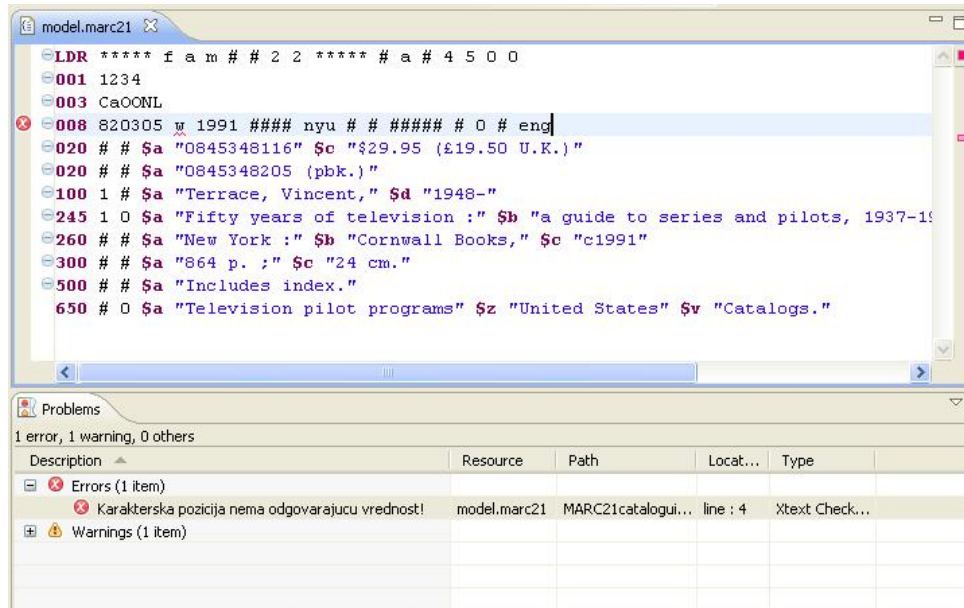 model.marc21
LDR ***** f a m # # 2 2 ***** # a # 4 5 0 0
001 1234
003 CaOONL
008 820305 w 1991 #### nyu # # ##### # 0 # eng
020 # # $a "0845348116" $c "$29.95 (£19.50 U.K.)"
020 # # $a "0845348205 (pbk.)"
100 1 # $a "Terrace, Vincent," $d "1948-"
245 1 0 $a "Fifty years of television :" $b "a guide to series and pilots, 1937-19
260 # # $a "New York :" $b "Cornwall Books," $c "c1991"
300 # # $a "864 p. ;" $c "24 cm."
500 # # $a "Includes index."
650 # 0 $a "Television pilot programs" $z "United States" $v "Catalogs."
Problems
1 error, 1 warning, 0 others
Description Resource Path Locat... Type
Errors (1 item)
Karakterska pozicija nema odgovarajucu vrednost! model.marc21 MARC21catalogui... line : 4 Xtext Check...
Warnings (1 item)